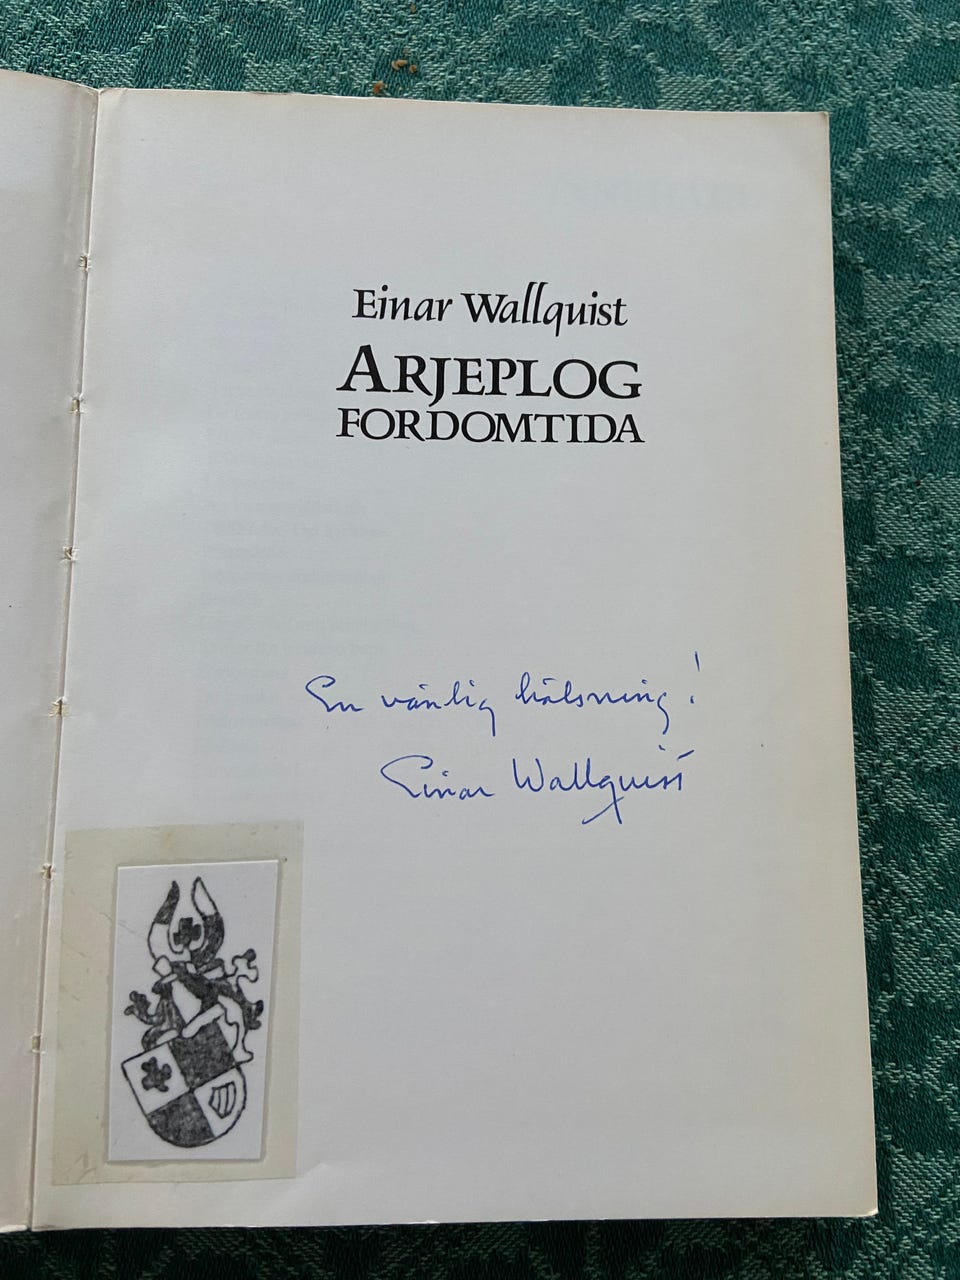 Einar Wallquist
ARJEPLOG
FORDOMTIDA
En vänlig hälsning!
Einar Wallquist